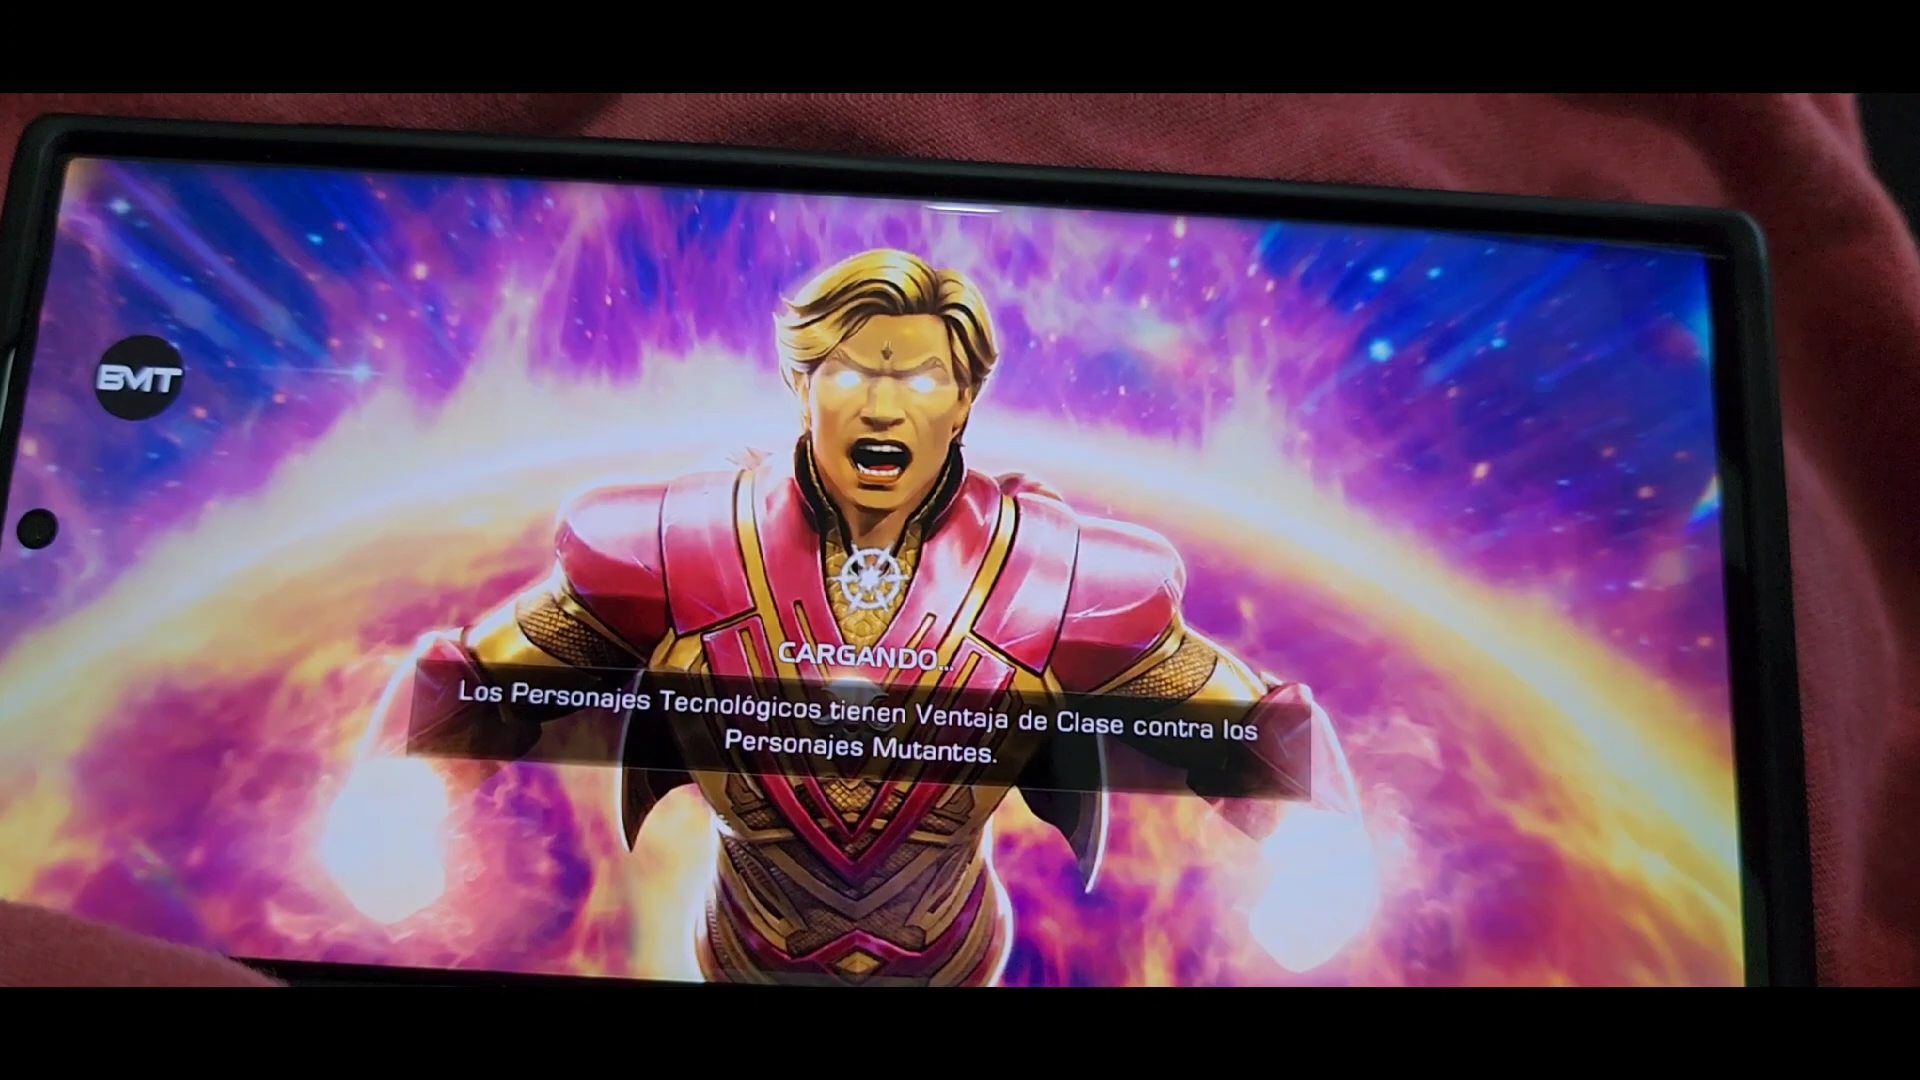 BMT
CARGANDO...
Los Personajes Tecnológicos tienen Ventaja de Clase contra los
Personajes Mutantes.